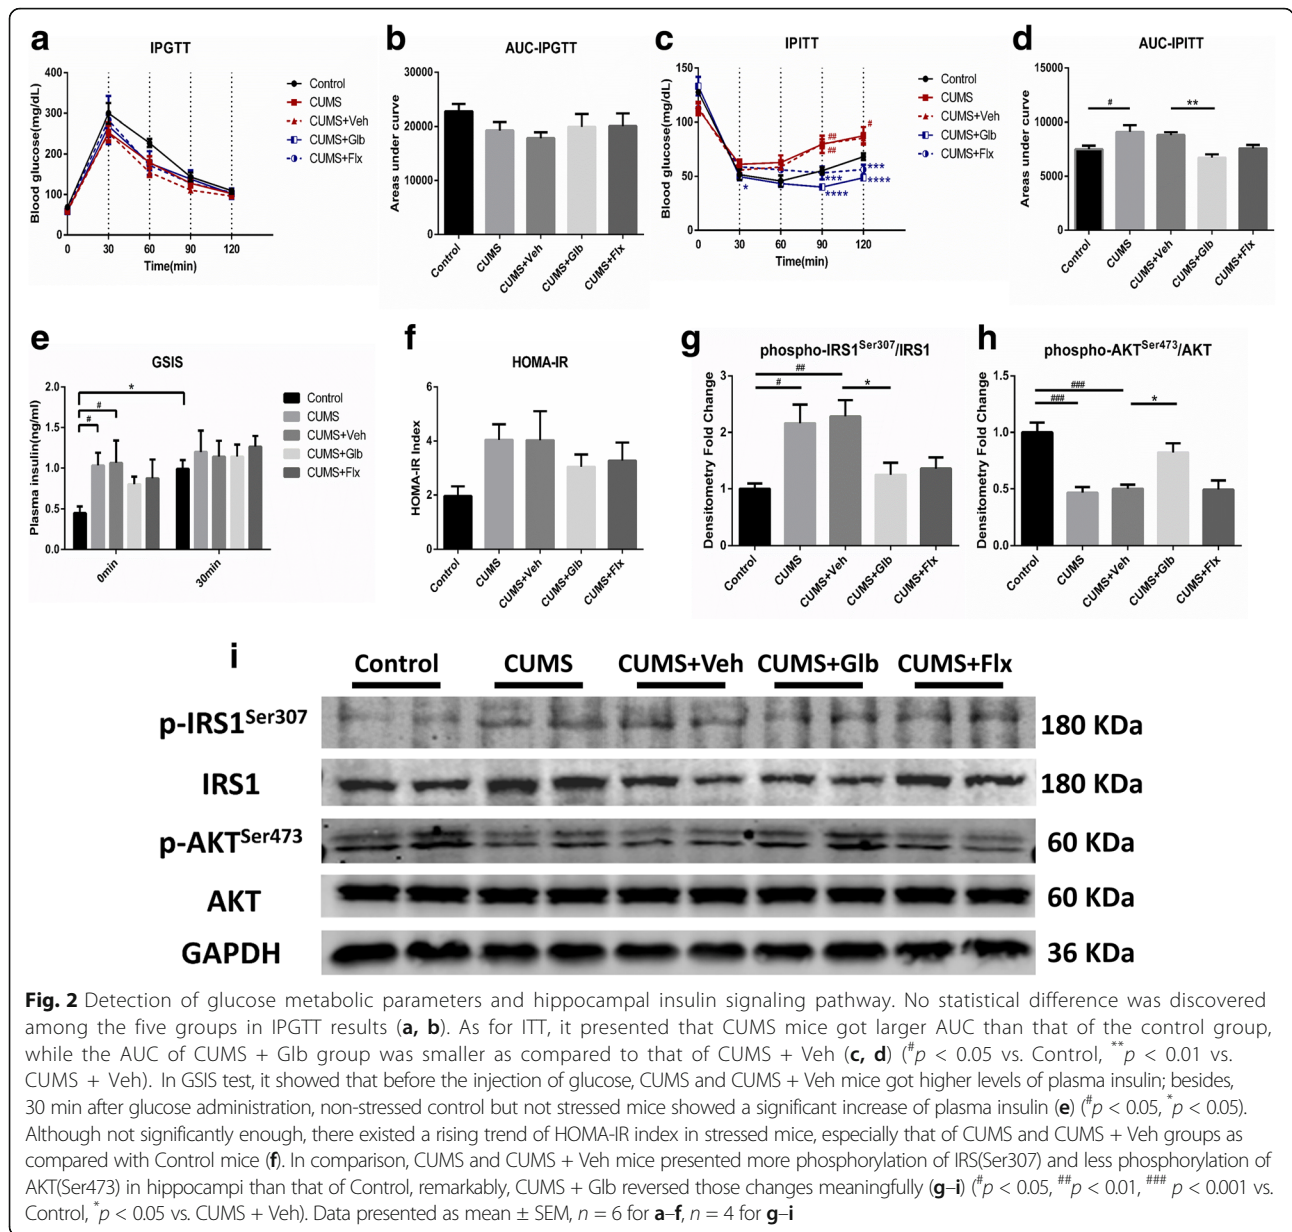 a
IPGTT
Blood glucose(mg/dL)
400
300
200
100
0
0 30 60 90 120
Time(min)
Control
CUMS
CUMS+Veh
CUMS+Glb
CUMS+Flx
b
AUC-IPGTT
Areas under curve
30000
20000
10000
0
Control
CUMS
CUMS+Veh
CUMS+Glb
CUMS+Flx
c
IPITT
Blood glucose(mg/dL)
150
100
50
0
0 30 60 90 120
Time(min)
*
##
##
***
****
#
***
****
Control
CUMS
CUMS+Veh
CUMS+Glb
CUMS+Flx
d
AUC-IPITT
Areas under curve
15000
10000
5000
0
#
**
Control
CUMS
CUMS+Veh
CUMS+Glb
CUMS+Flx
e
GSIS
Plasma insulin(ng/ml)
2.0
1.5
1.0
0.5
0.0
*
#
#
0min
30min
Control
CUMS
CUMS+Veh
CUMS+Glb
CUMS+Flx
f
HOMA-IR
HOMA-IR Index
6
4
2
0
Control
CUMS
CUMS+Veh
CUMS+Glb
CUMS+Flx
g
phospho-IRS1Ser307/IRS1
Densitometry Fold Change
3
2
1
0
##
#
*
Control
CUMS
CUMS+Veh
CUMS+Glb
CUMS+Flx
h
phospho-AKTSer473/AKT
Densitometry Fold Change
1.5
1.0
0.5
0.0
###
###
*
Control
CUMS
CUMS+Veh
CUMS+Glb
CUMS+Flx
i
Control CUMS CUMS+Veh CUMS+Glb CUMS+Flx
p-IRS1Ser307 180 KDa
IRS1 180 KDa
p-AKTSer473 60 KDa
AKT 60 KDa
GAPDH 36 KDa
Fig. 2 Detection of glucose metabolic parameters and hippocampal insulin signaling pathway. No statistical difference was discovered
among the five groups in IPGTT results (a, b). As for ITT, it presented that CUMS mice got larger AUC than that of the control group,
while the AUC of CUMS + Glb group was smaller as compared to that of CUMS + Veh (c, d) (#p < 0.05 vs. Control, **p < 0.01 vs.
CUMS + Veh). In GSIS test, it showed that before the injection of glucose, CUMS and CUMS + Veh mice got higher levels of plasma insulin; besides,
30 min after glucose administration, non-stressed control but not stressed mice showed a significant increase of plasma insulin (e) (#p < 0.05, *p < 0.05).
Although not significantly enough, there existed a rising trend of HOMA-IR index in stressed mice, especially that of CUMS and CUMS + Veh groups as
compared with Control mice (f). In comparison, CUMS and CUMS + Veh mice presented more phosphorylation of IRS(Ser307) and less phosphorylation of
AKT(Ser473) in hippocampi than that of Control, remarkably, CUMS + Glb reversed those changes meaningfully (g–i) (#p < 0.05, ##p < 0.01, ### p < 0.001 vs.
Control, *p < 0.05 vs. CUMS + Veh). Data presented as mean ± SEM, n = 6 for a–f, n = 4 for g–i